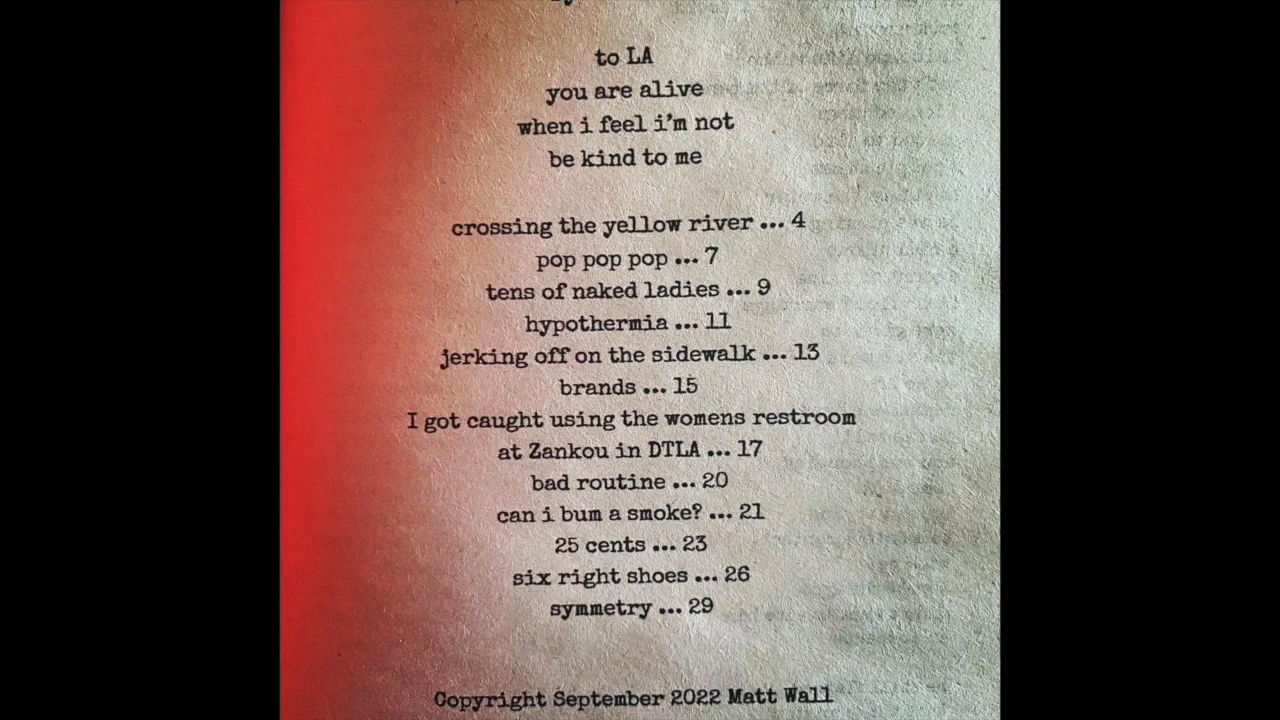 to LA
you are alive
when i feel i'm not
be kind to me
crossing the yellow river ... 4
pop pop pop ... 7
tens of naked ladies ... 9
hypothermia ... 11
jerking off on the sidewalk ... 13
brands ... 15
I got caught using the womens restroom
at Zankou in DTLA ... 17
bad routine ... 20
can i bum a smoke? ... 21
25 cents ... 23
six right shoes ... 26
symmetry ... 29
Copyright September 2022 Matt Wall